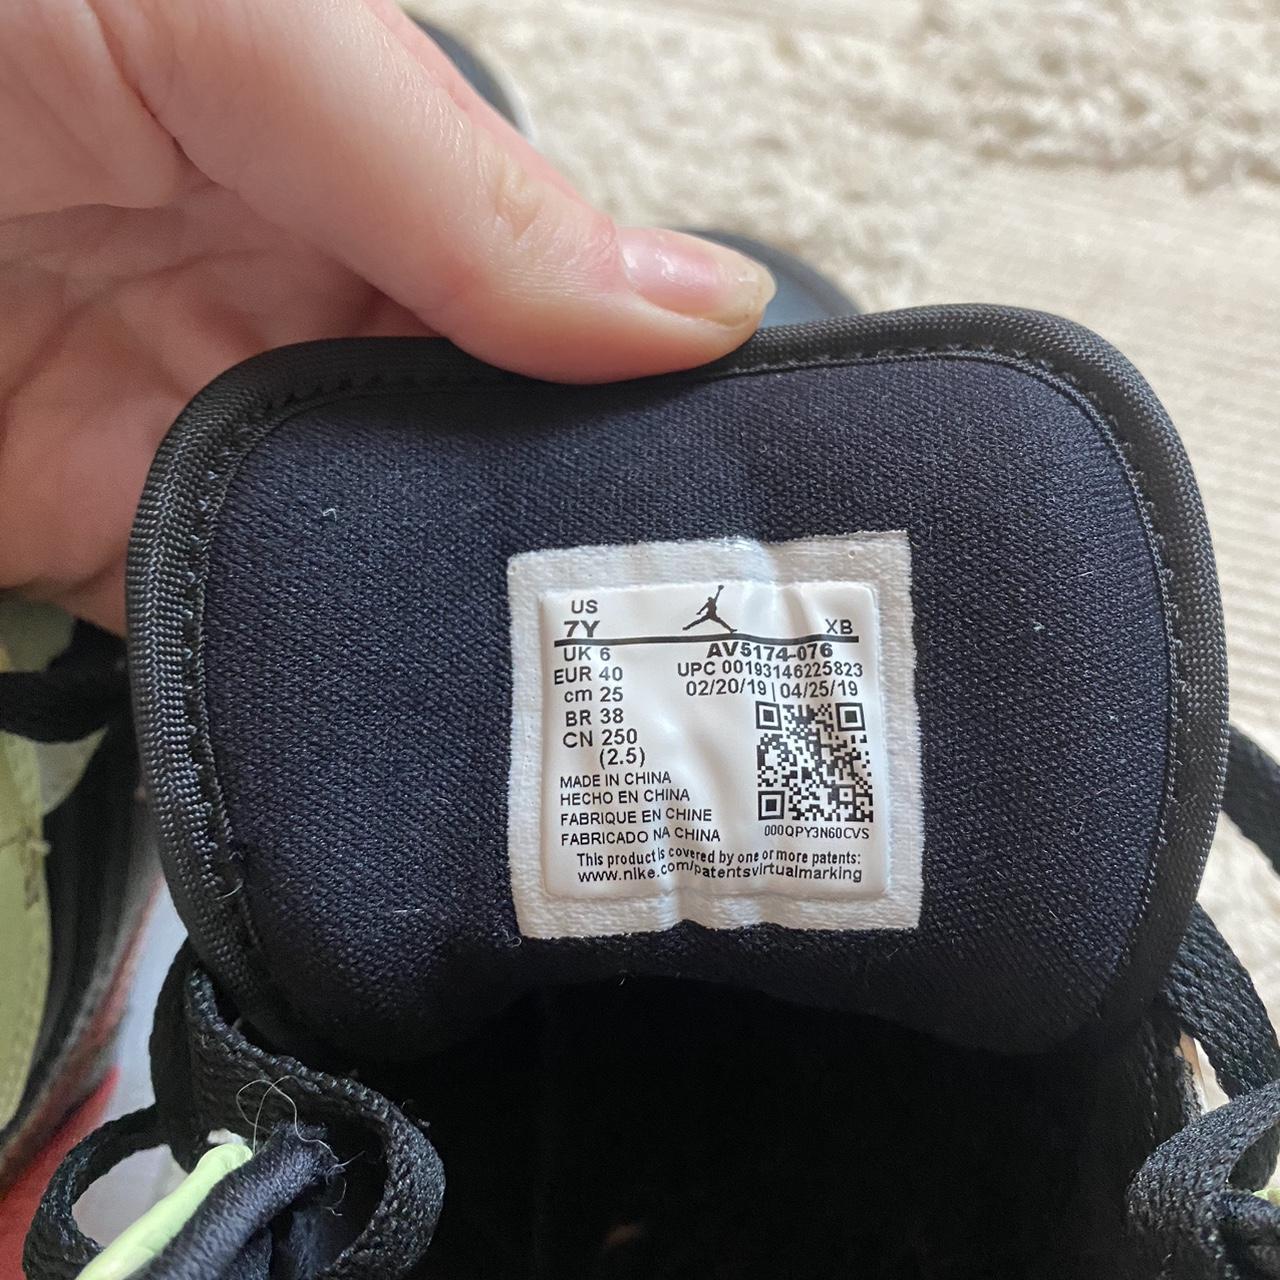 US
7Y XB
UK 6 AV5174-076
EUR 40 UPC 00193146225823
cm 25 02/20/19 | 04/25/19
BR 38
CN 250
(2.5)
MADE IN CHINA
HECHO EN CHINA
FABRIQUE EN CHINE
FABRICADO NA CHINA
000QPY3N60CVS
This product is covered by one or more patents:
www.nike.com/patentsvirtualmarking